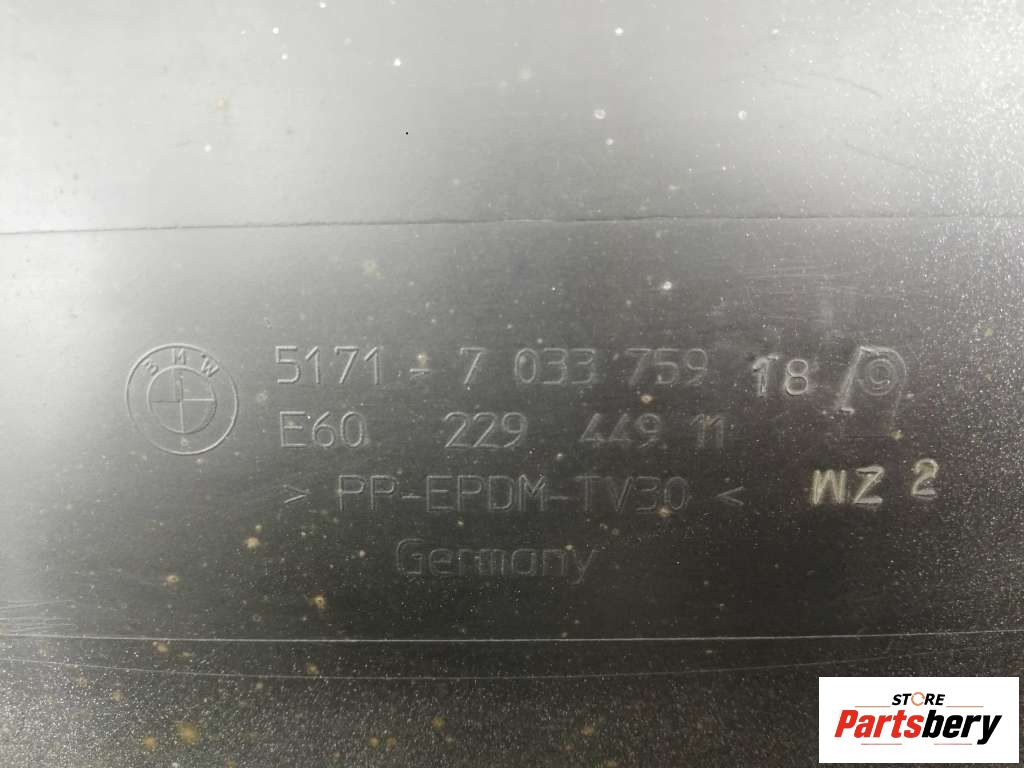 BMW
5171 - 7 033 759 18 ©
E60 229 449 11
> PP-EPDM-TV30 < WZ 2
Germany
STORE
Partsbery